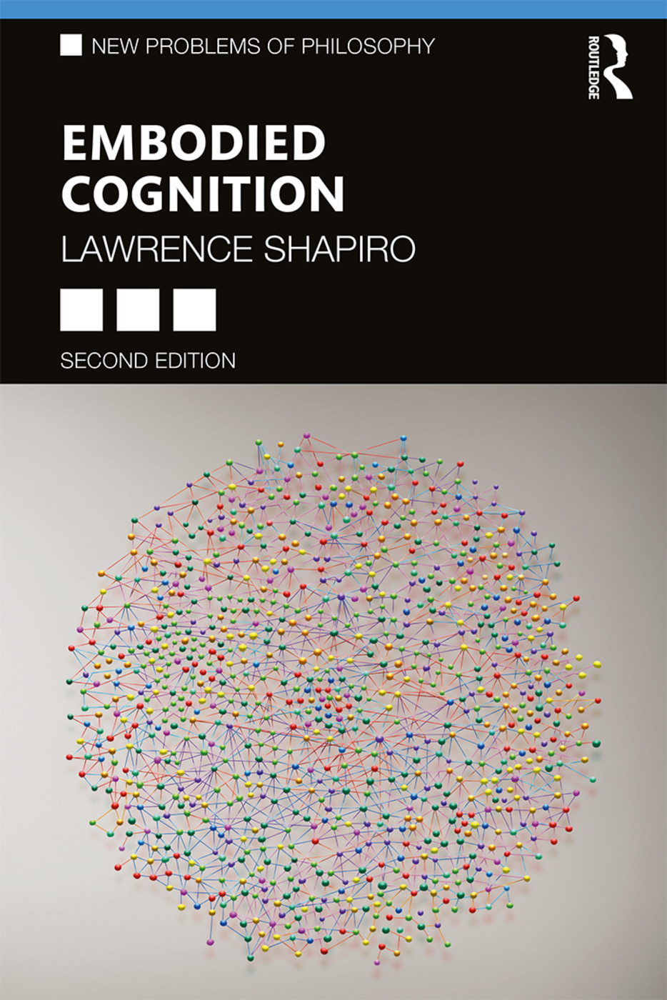 NEW PROBLEMS OF PHILOSOPHY
ROUTLEDGE
EMBODIED
COGNITION
LAWRENCE SHAPIRO
SECOND EDITION